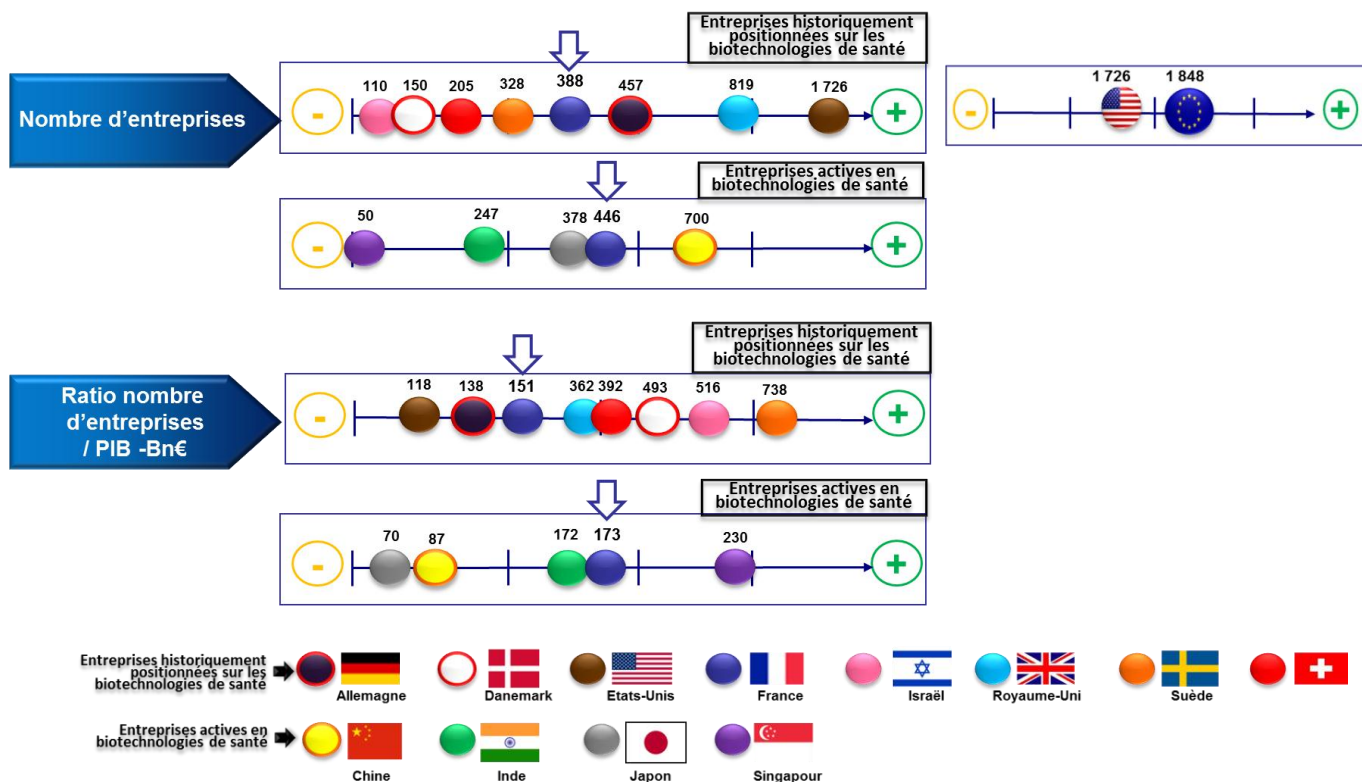 Entreprises historiquement
positionnées sur les
biotechnologies de santé
Nombre d'entreprises
-
110
150
205
328
388
457
819
1 726
+
-
1 726
1 848
+
Entreprises actives en
biotechnologies de santé
-
50
247
378
446
700
+
Entreprises historiquement
positionnées sur les
biotechnologies de santé
Ratio nombre
d'entreprises
/ PIB -Bn€
-
118
138
151
362
392
493
516
738
+
Entreprises actives en
biotechnologies de santé
-
70
87
172
173
230
+
Entreprises historiquement
positionnées sur les
biotechnologies de santé
Allemagne
Danemark
Etats-Unis
France
Israël
Royaume-Uni
Suède
Entreprises actives en
biotechnologies de santé
Chine
Inde
Japon
Singapour